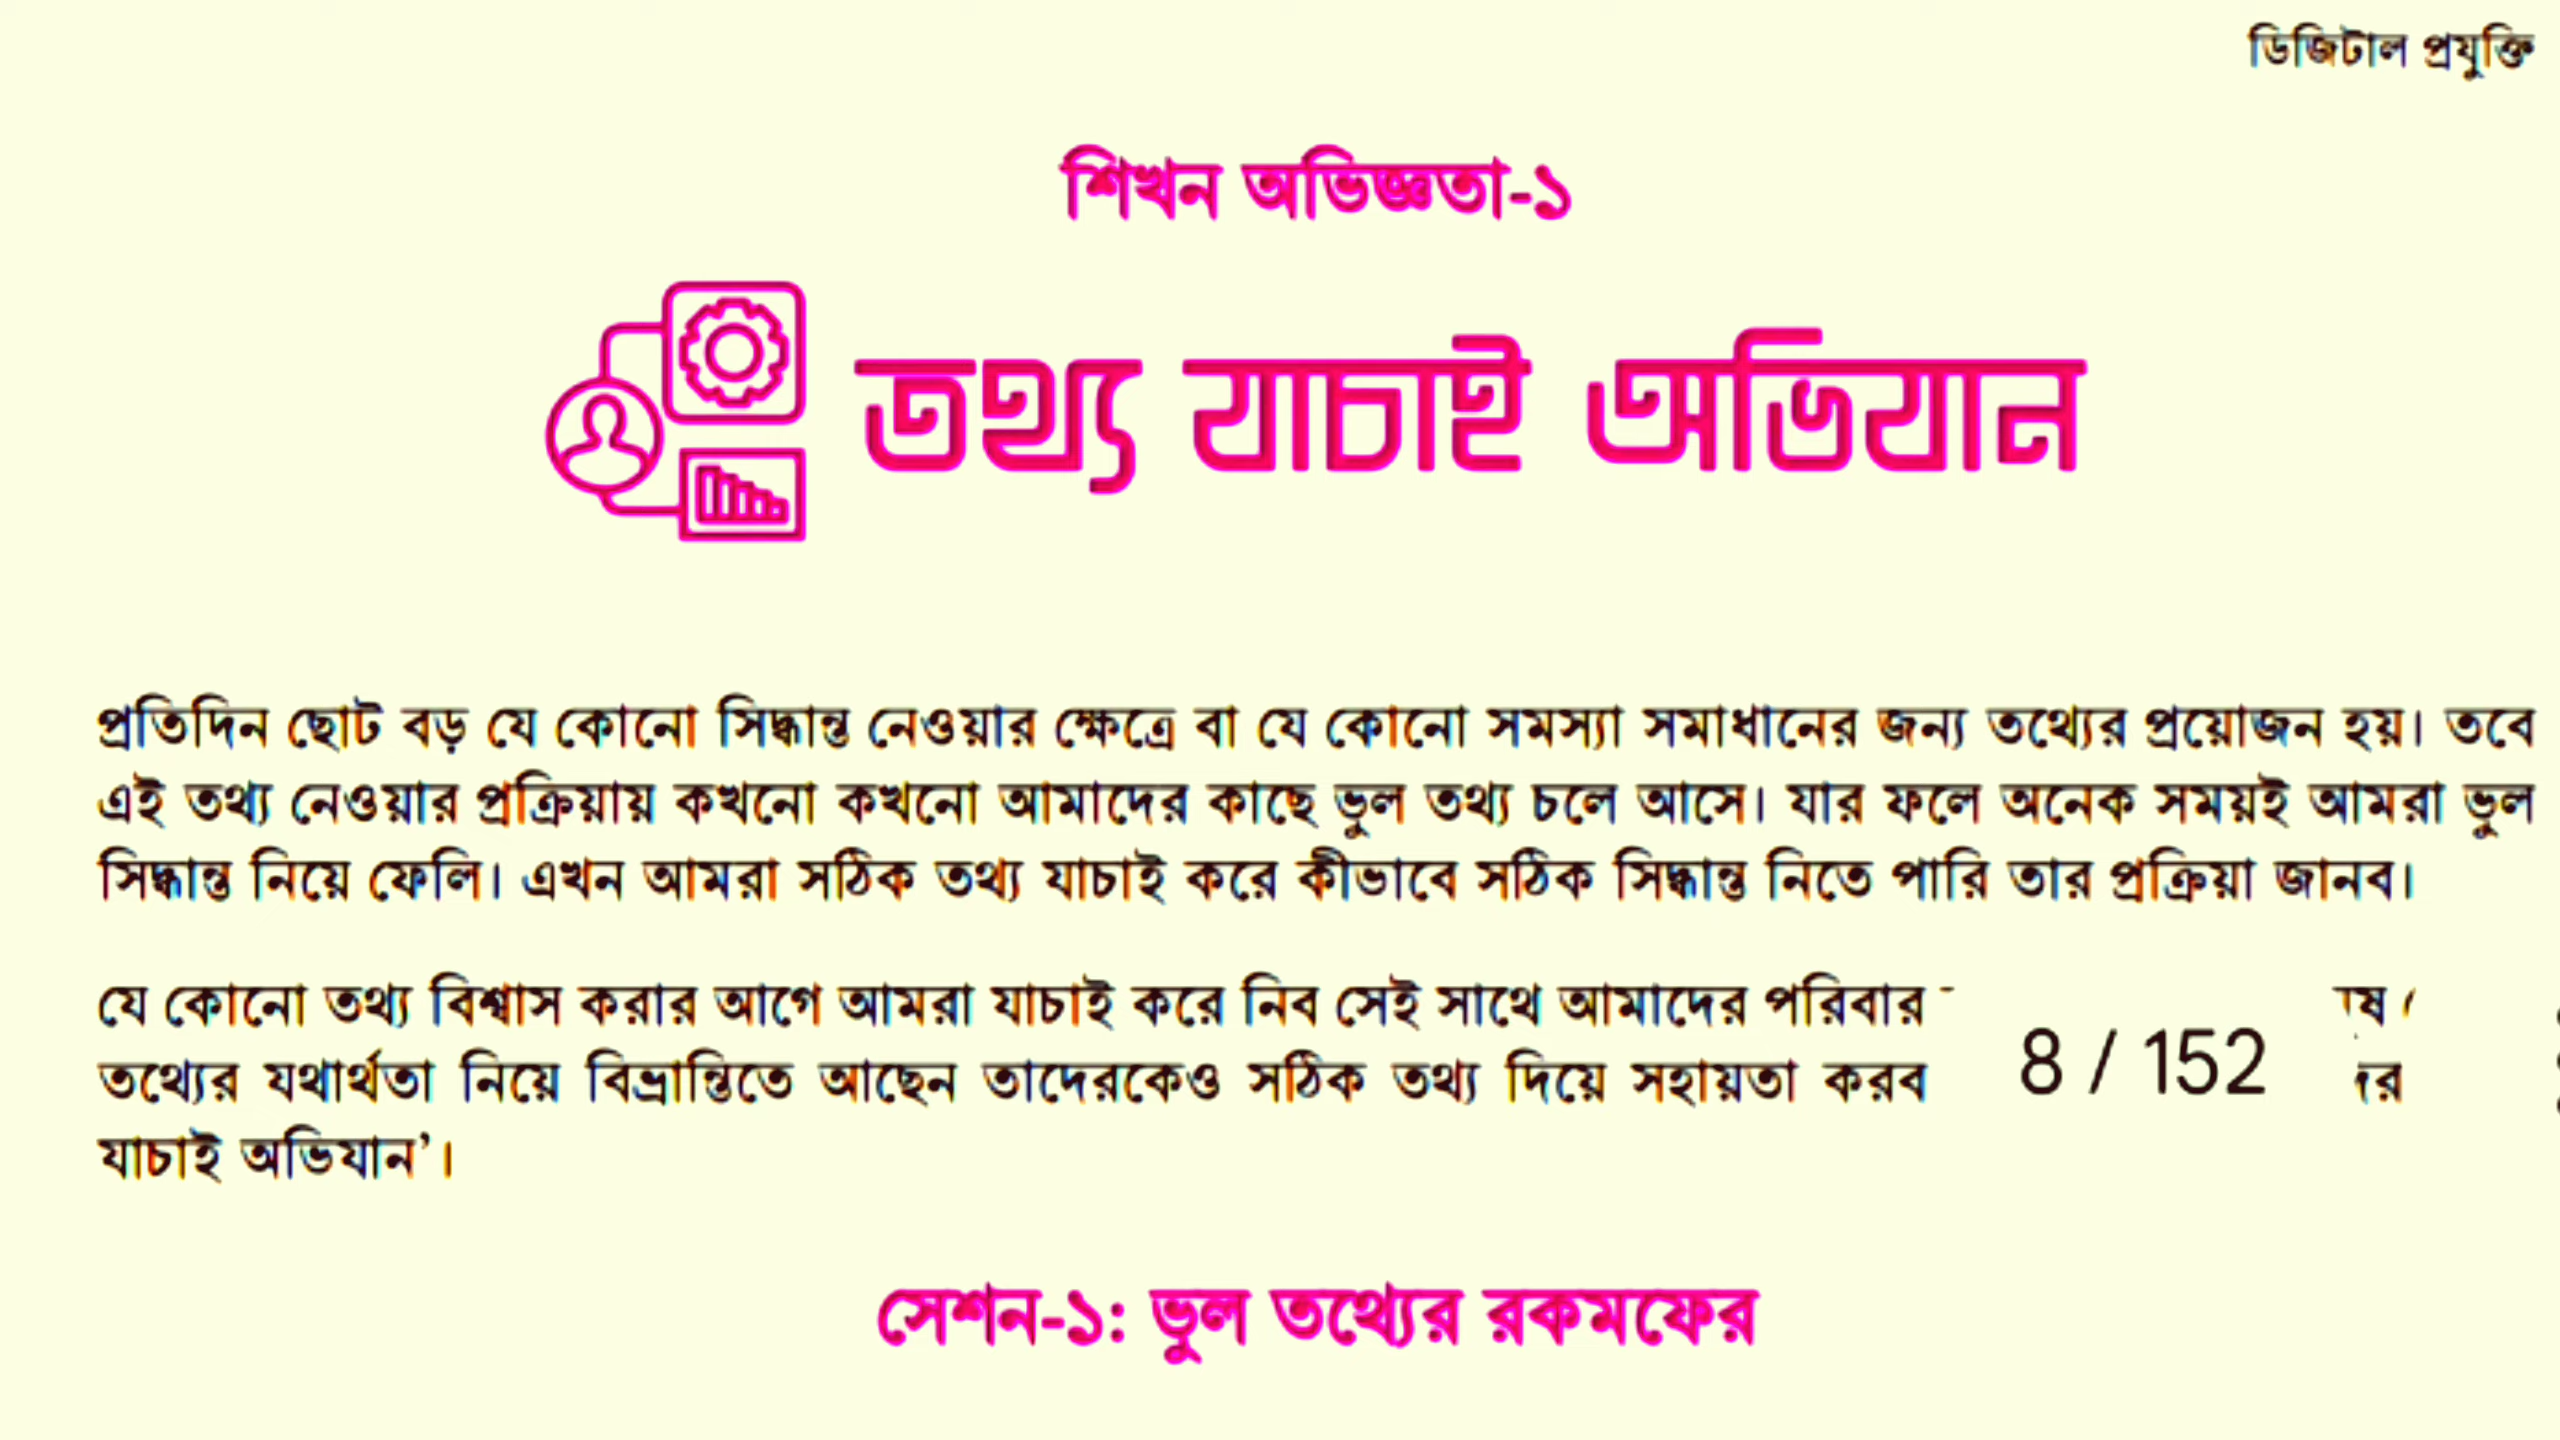 ডিজিটাল প্রযুক্তি
শিখন অভিজ্ঞতা-১
তথ্য যাচাই অভিযান
প্রতিদিন ছোট বড় যে কোনো সিদ্ধান্ত নেওয়ার ক্ষেত্রে বা যে কোনো সমস্যা সমাধানের জন্য তথ্যের প্রয়োজন হয়। তবে
এই তথ্য নেওয়ার প্রক্রিয়ায় কখনো কখনো আমাদের কাছে ভুল তথ্য চলে আসে। যার ফলে অনেক সময়ই আমরা ভুল
সিদ্ধান্ত নিয়ে ফেলি। এখন আমরা সঠিক তথ্য যাচাই করে কীভাবে সঠিক সিদ্ধান্ত নিতে পারি তার প্রক্রিয়া জানব।
যে কোনো তথ্য বিশ্বাস করার আগে আমরা যাচাই করে নিব সেই সাথে আমাদের পরিবার
তথ্যের যথার্থতা নিয়ে বিভ্রান্তিতে আছেন তাদেরকেও সঠিক তথ্য দিয়ে সহায়তা করব
8 / 152
যাচাই অভিযান’।
সেশন-১: ভুল তথ্যের রকমফের